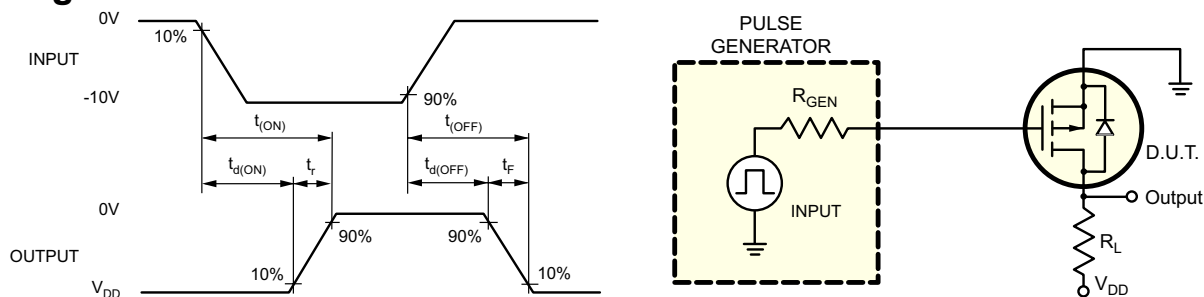 0V
10%
INPUT
-10V
90%
t(ON)
t(OFF)
td(ON)
tr
td(OFF)
tF
0V
90%
90%
OUTPUT
10%
10%
VDD
PULSE
GENERATOR
RGEN
INPUT
D.U.T.
Output
RL
VDD